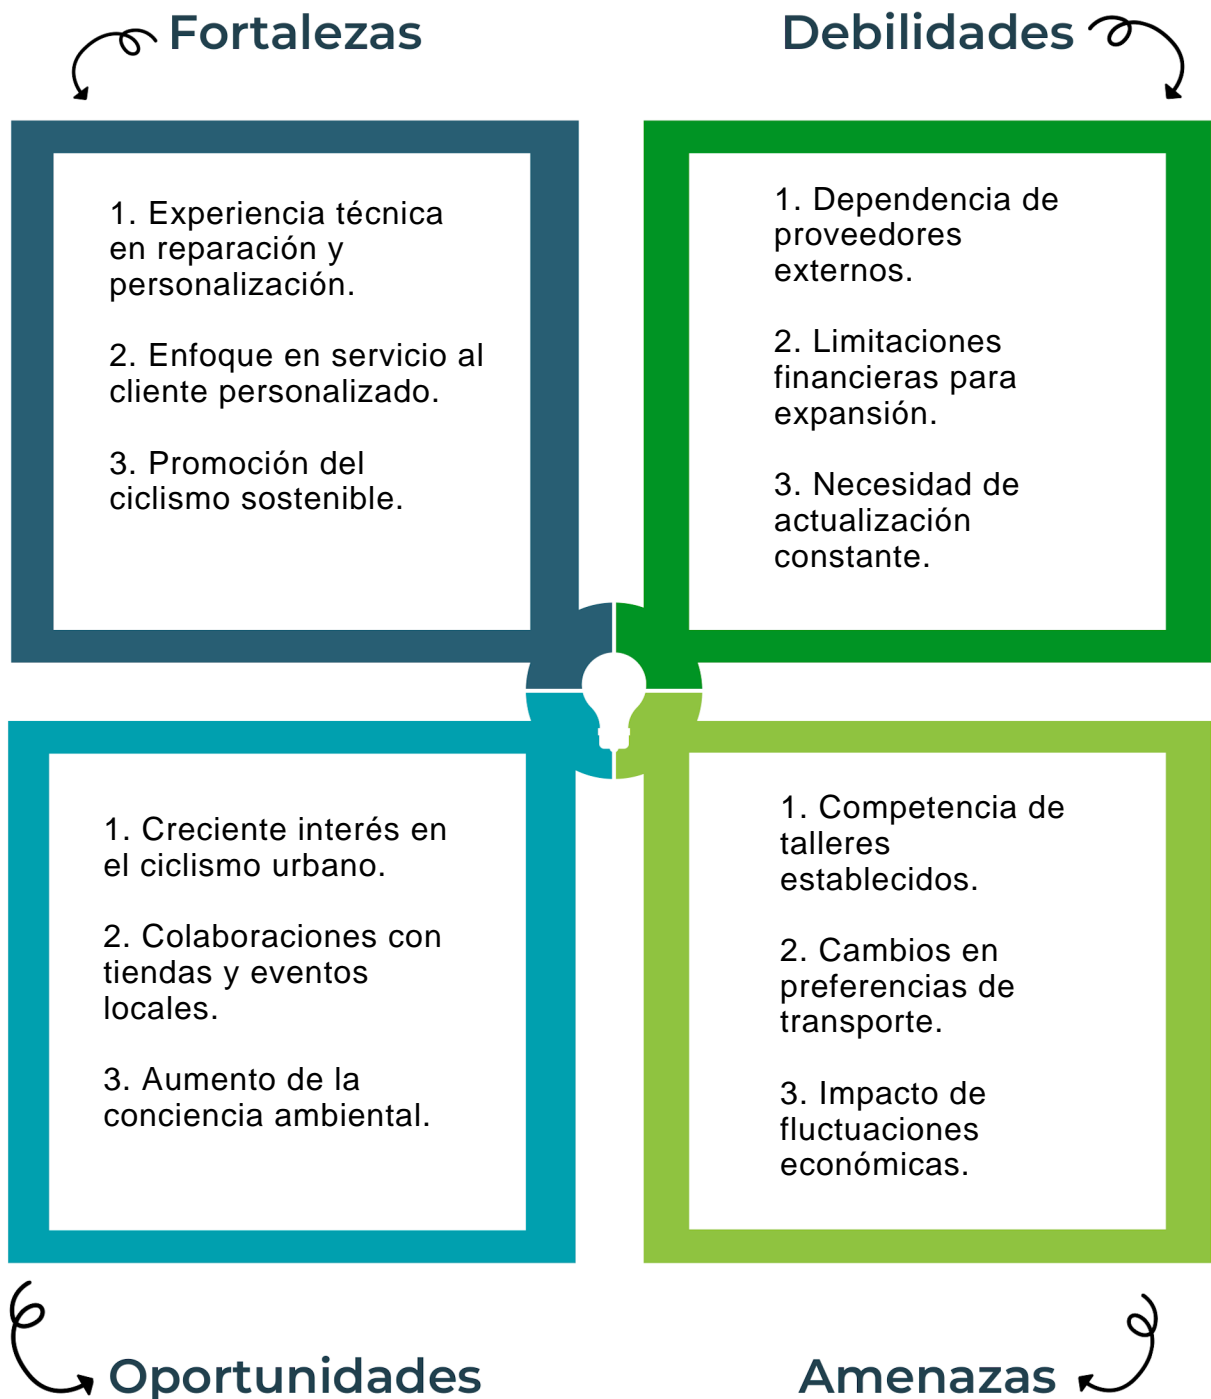 Fortalezas
1. Experiencia técnica
en reparación y
personalización.
2. Enfoque en servicio al
cliente personalizado.
3. Promoción del
ciclismo sostenible.
Debilidades
1. Dependencia de
proveedores
externos.
2. Limitaciones
financieras para
expansión.
3. Necesidad de
actualización
constante.
1. Creciente interés en
el ciclismo urbano.
2. Colaboraciones con
tiendas y eventos
locales.
3. Aumento de la
conciencia ambiental.
Oportunidades
1. Competencia de
talleres
establecidos.
2. Cambios en
preferencias de
transporte.
3. Impacto de
fluctuaciones
económicas.
Amenazas